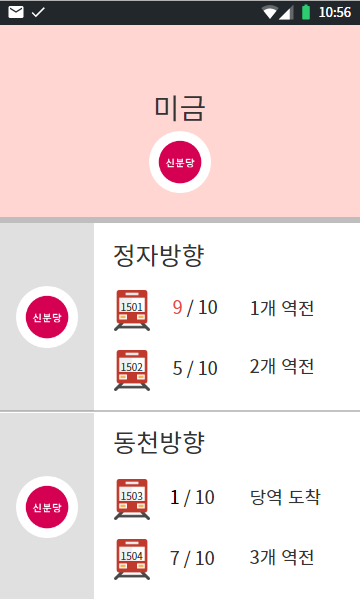 10:56
미금
신분당
정자방향
신분당
1501
9 / 10
1개 역전
1502
5 / 10
2개 역전
동천방향
신분당
1503
1 / 10
당역 도착
1504
7 / 10
3개 역전